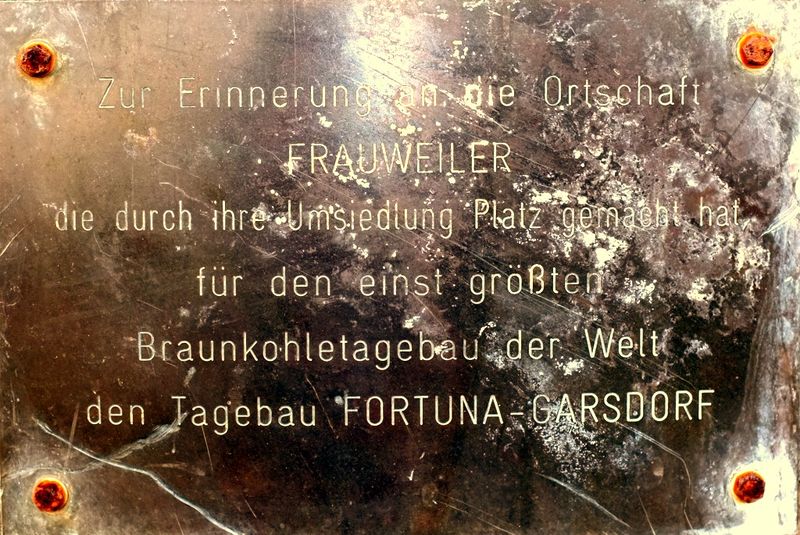 Zur Erinnerung an die Ortschaft
FRAUWEILER
die durch ihre Umsiedlung Platz gemacht hat
für den einst größten
Braunkohletagebau der Welt
den Tagebau FORTUNA-GARSDORF